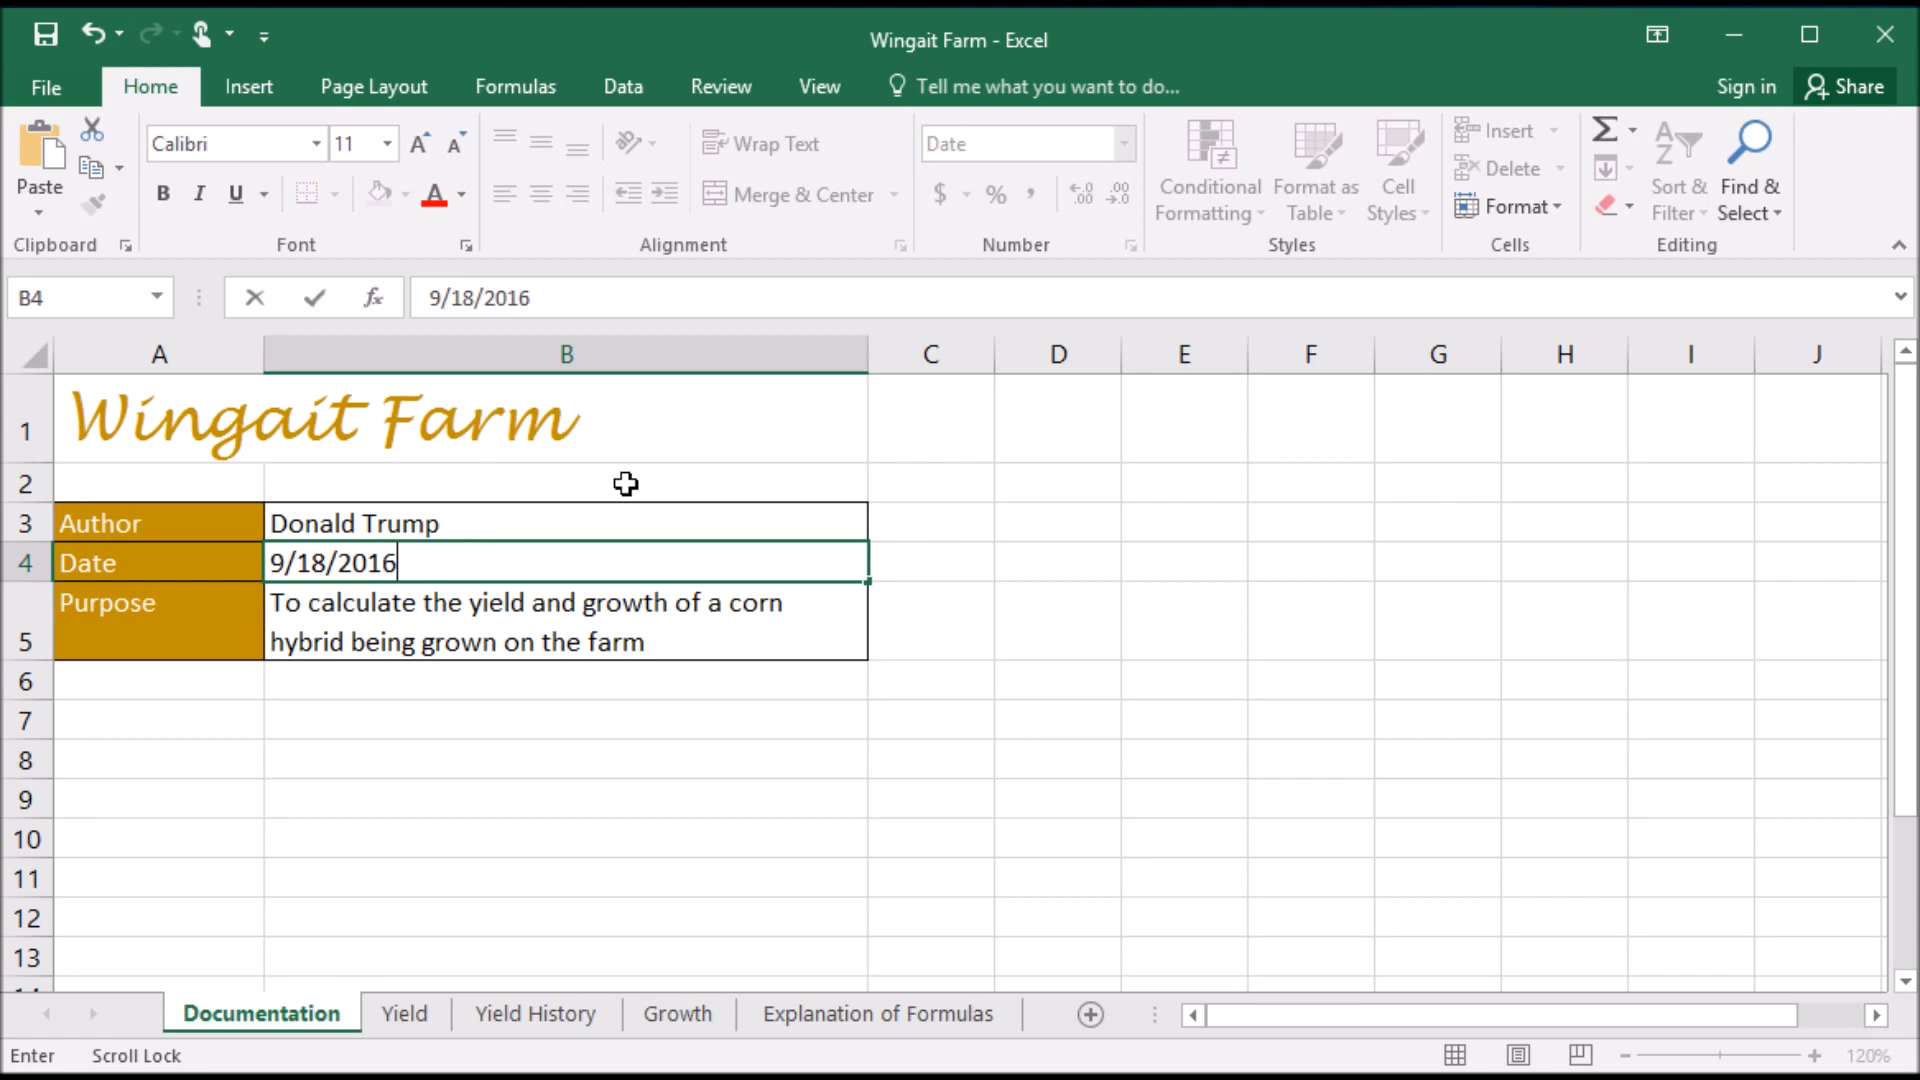 Wingait Farm - Excel
File Home Insert Page Layout Formulas Data Review View Tell me what you want to do... Sign in Share
Calibri 11 Wrap Text Date Insert
Paste Delete
B I U A Merge & Center $ % , Conditional Formatting Format as Table Cell Styles Format Sort & Filter Find & Select
Clipboard Font Alignment Number Styles Cells Editing
B4 fx 9/18/2016
A B C D E F G H I J
1 Wingait Farm
2
3 Author Donald Trump
4 Date 9/18/2016
5 Purpose To calculate the yield and growth of a corn
hybrid being grown on the farm
6
7
8
9
10
11
12
13
Documentation Yield Yield History Growth Explanation of Formulas
Enter Scroll Lock 120%